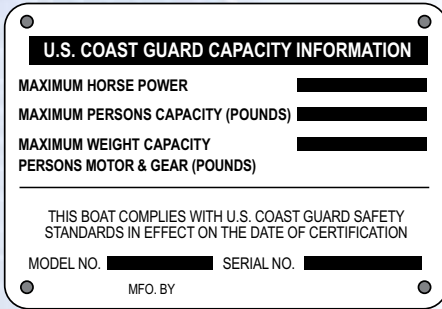 U.S. COAST GUARD CAPACITY INFORMATION
MAXIMUM HORSE POWER
MAXIMUM PERSONS CAPACITY (POUNDS)
MAXIMUM WEIGHT CAPACITY
PERSONS MOTOR & GEAR (POUNDS)
THIS BOAT COMPLIES WITH U.S. COAST GUARD SAFETY
STANDARDS IN EFFECT ON THE DATE OF CERTIFICATION
MODEL NO. SERIAL NO.
MFO. BY